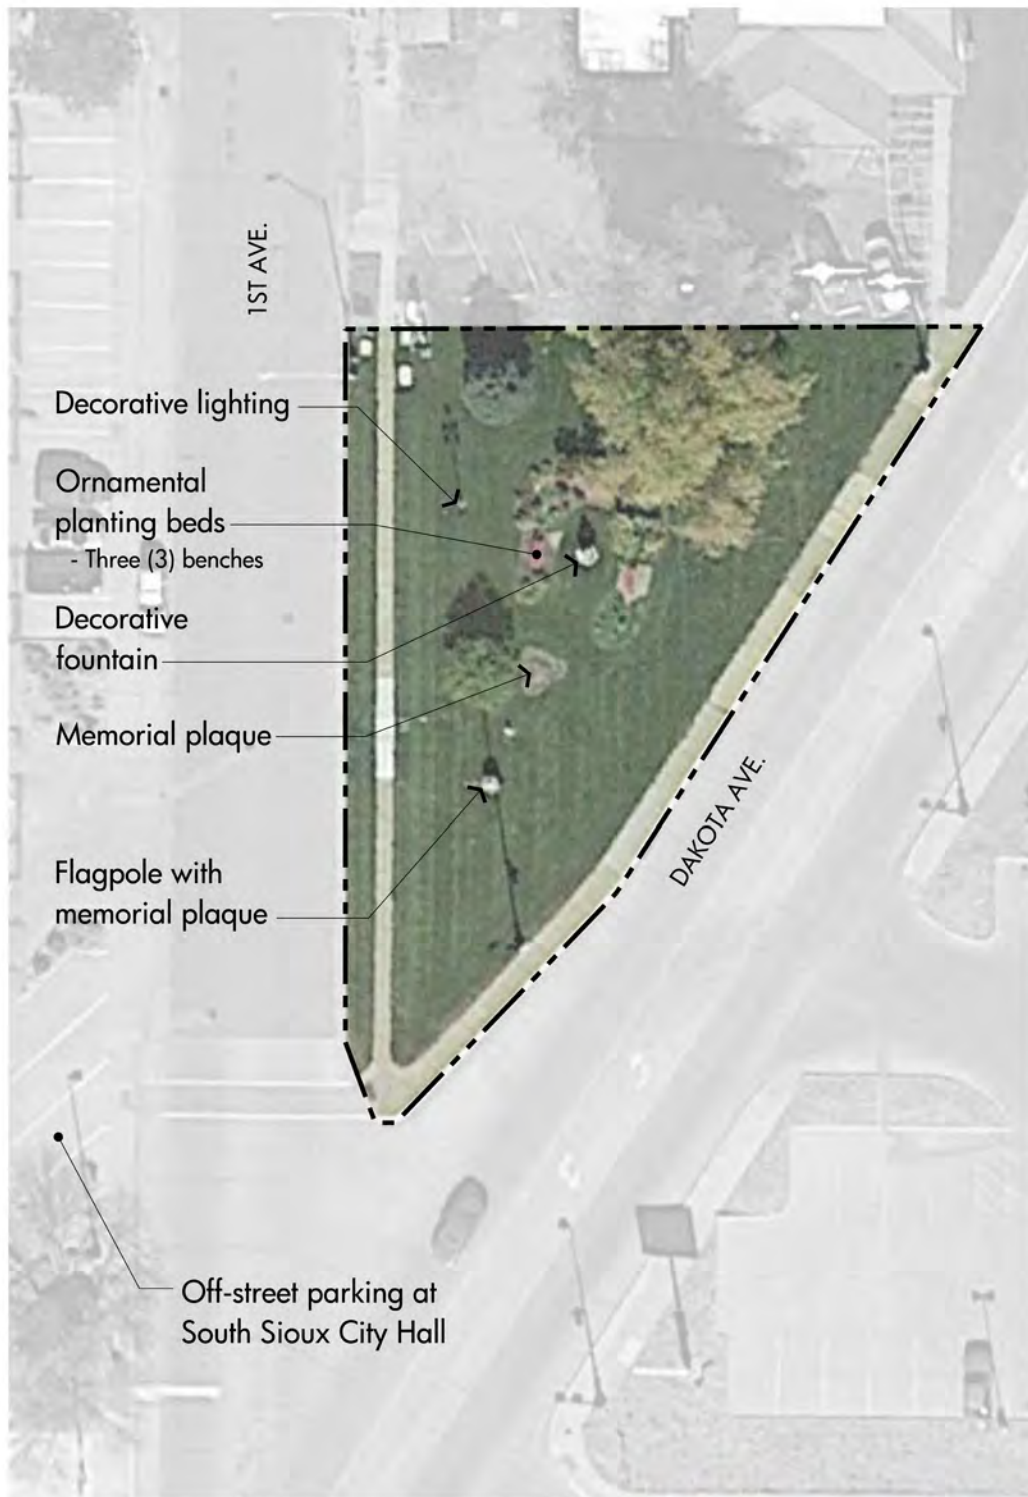 1ST AVE.
Decorative lighting
Ornamental
planting beds
- Three (3) benches
Decorative
fountain
Memorial plaque
DAKOTA AVE.
Flagpole with
memorial plaque
Off-street parking at
South Sioux City Hall